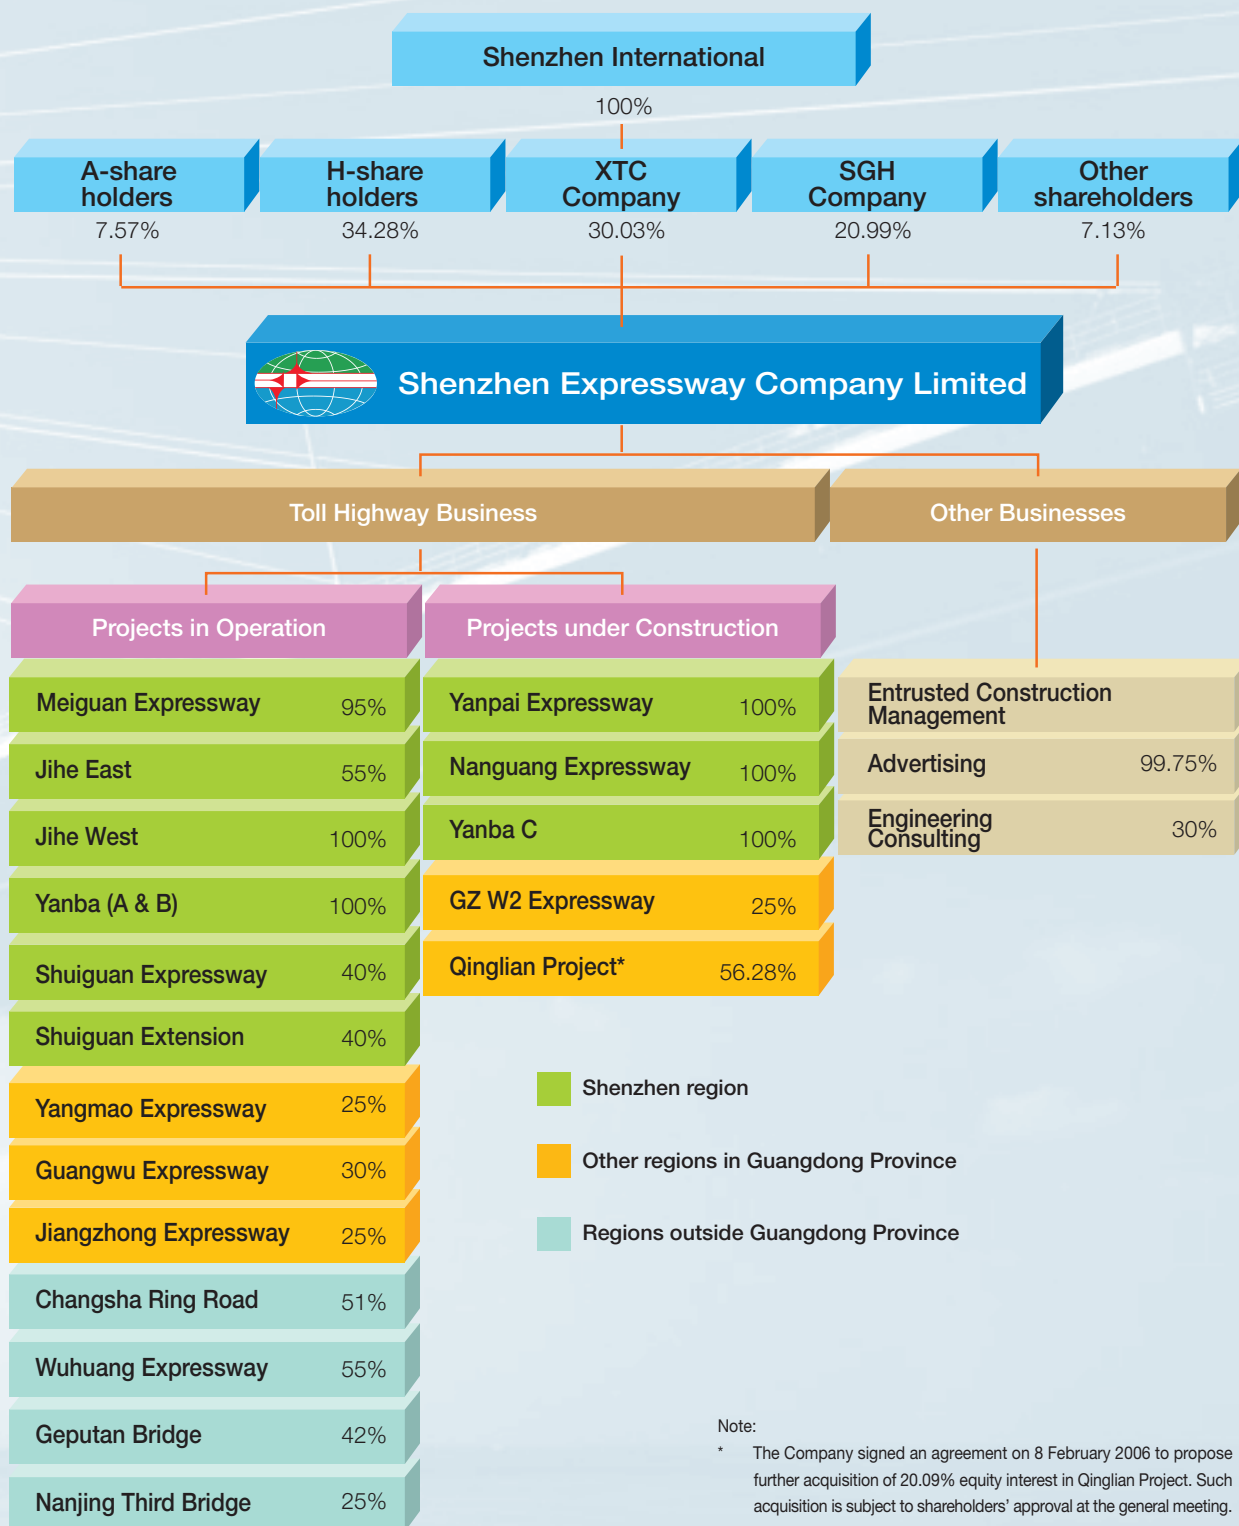 Shenzhen International
100%
A-share
holders
7.57%
H-share
holders
34.28%
XTC
Company
30.03%
SGH
Company
20.99%
Other
shareholders
7.13%
Shenzhen Expressway Company Limited
Toll Highway Business
Other Businesses
Projects in Operation
Meiguan Expressway 95%
Jihe East 55%
Jihe West 100%
Yanba (A & B) 100%
Shuiguan Expressway 40%
Shuiguan Extension 40%
Yangmao Expressway 25%
Guangwu Expressway 30%
Jiangzhong Expressway 25%
Changsha Ring Road 51%
Wuhuang Expressway 55%
Geputan Bridge 42%
Nanjing Third Bridge 25%
Projects under Construction
Yanpai Expressway 100%
Nanguang Expressway 100%
Yanba C 100%
GZ W2 Expressway 25%
Qinglian Project* 56.28%
Entrusted Construction
Management
Advertising 99.75%
Engineering
Consulting 30%
Shenzhen region
Other regions in Guangdong Province
Regions outside Guangdong Province
Note:
* The Company signed an agreement on 8 February 2006 to propose
further acquisition of 20.09% equity interest in Qinglian Project. Such
acquisition is subject to shareholders' approval at the general meeting.